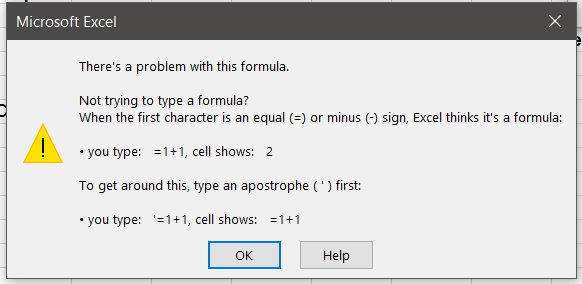 Microsoft Excel
There's a problem with this formula.
Not trying to type a formula?
When the first character is an equal (=) or minus (-) sign, Excel thinks it's a formula:
• you type:   =1+1, cell shows:   2
To get around this, type an apostrophe ( ' ) first:
• you type:   '=1+1, cell shows:   =1+1
OK
Help